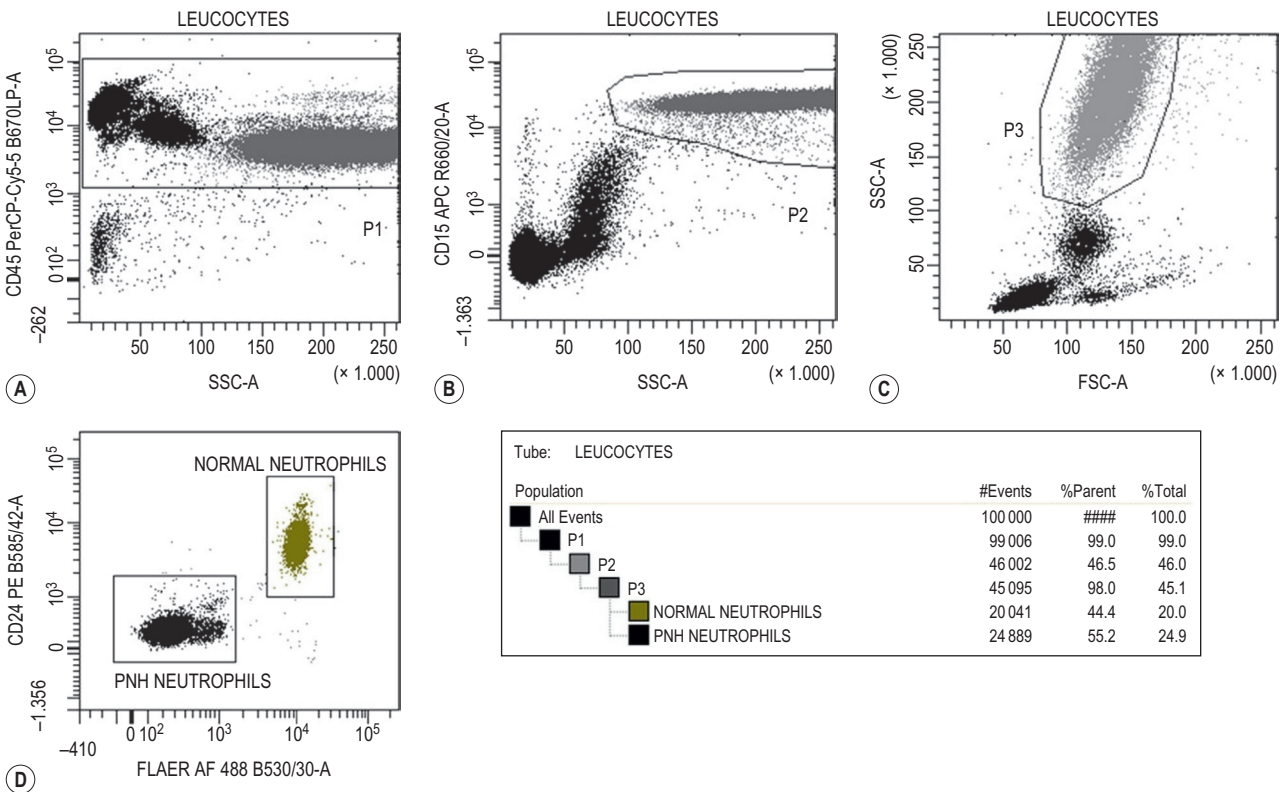 LEUCOCYTES
CD45 PerCP-Cy5-5 B670LP-A
10^5
10^4
10^3
10^2
0
-262
P1
50 100 150 200 250
(× 1.000)
SSC-A
A
LEUCOCYTES
CD15 APC R660/20-A
10^5
10^4
10^3
0
-1.363
P2
50 100 150 200 250
(× 1.000)
SSC-A
B
LEUCOCYTES
(× 1.000)
SSC-A
250
200
150
100
50
P3
50 100 150 200 250
(× 1.000)
FSC-A
C
CD24 PE B585/42-A
10^5
10^4
10^3
0
-1.356
NORMAL NEUTROPHILS
PNH NEUTROPHILS
-410
0 10^2 10^3 10^4 10^5
FLAER AF 488 B530/30-A
D
Tube: LEUCOCYTES
Population #Events %Parent %Total
All Events 100 000 #### 100.0
P1 99 006 99.0 99.0
P2 46 002 46.5 46.0
P3 45 095 98.0 45.1
NORMAL NEUTROPHILS 20 041 44.4 20.0
PNH NEUTROPHILS 24 889 55.2 24.9